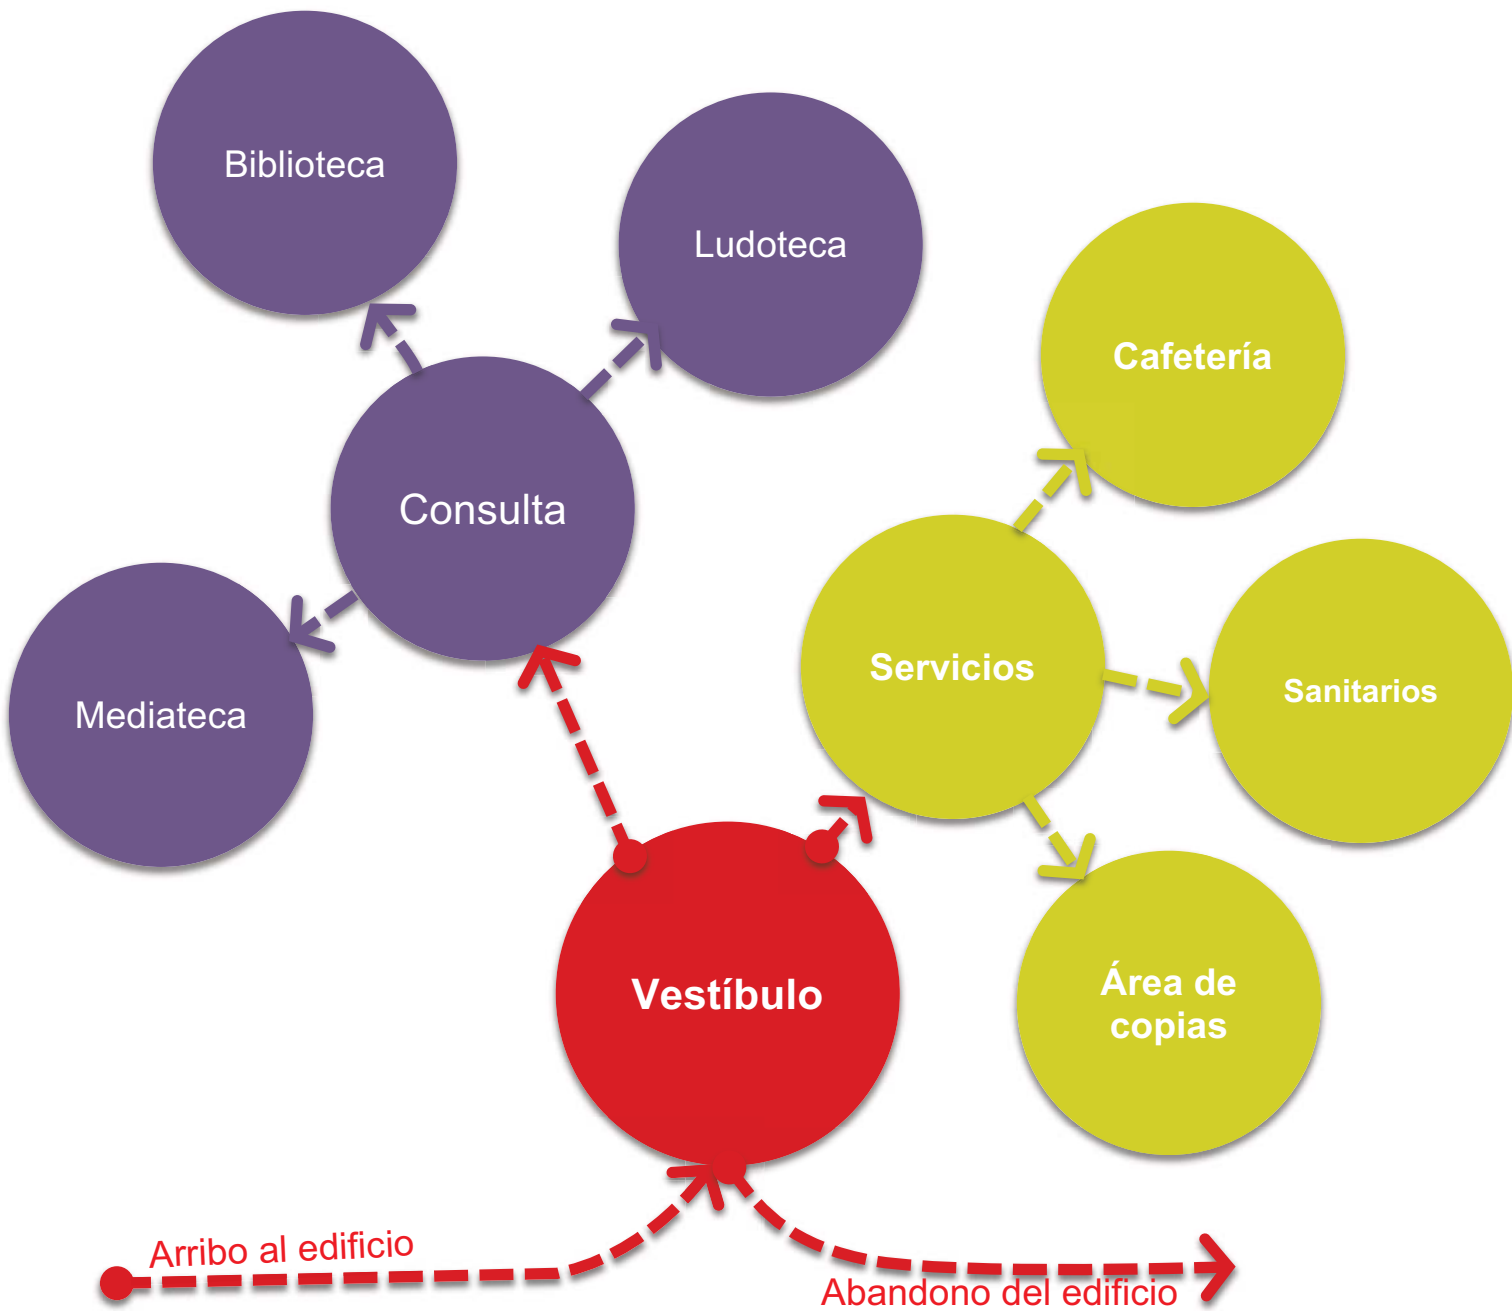 Biblioteca
Ludoteca
Cafetería
Consulta
Servicios
Sanitarios
Mediateca
Vestíbulo
Área de
copias
Arribo al edificio
Abandono del edificio